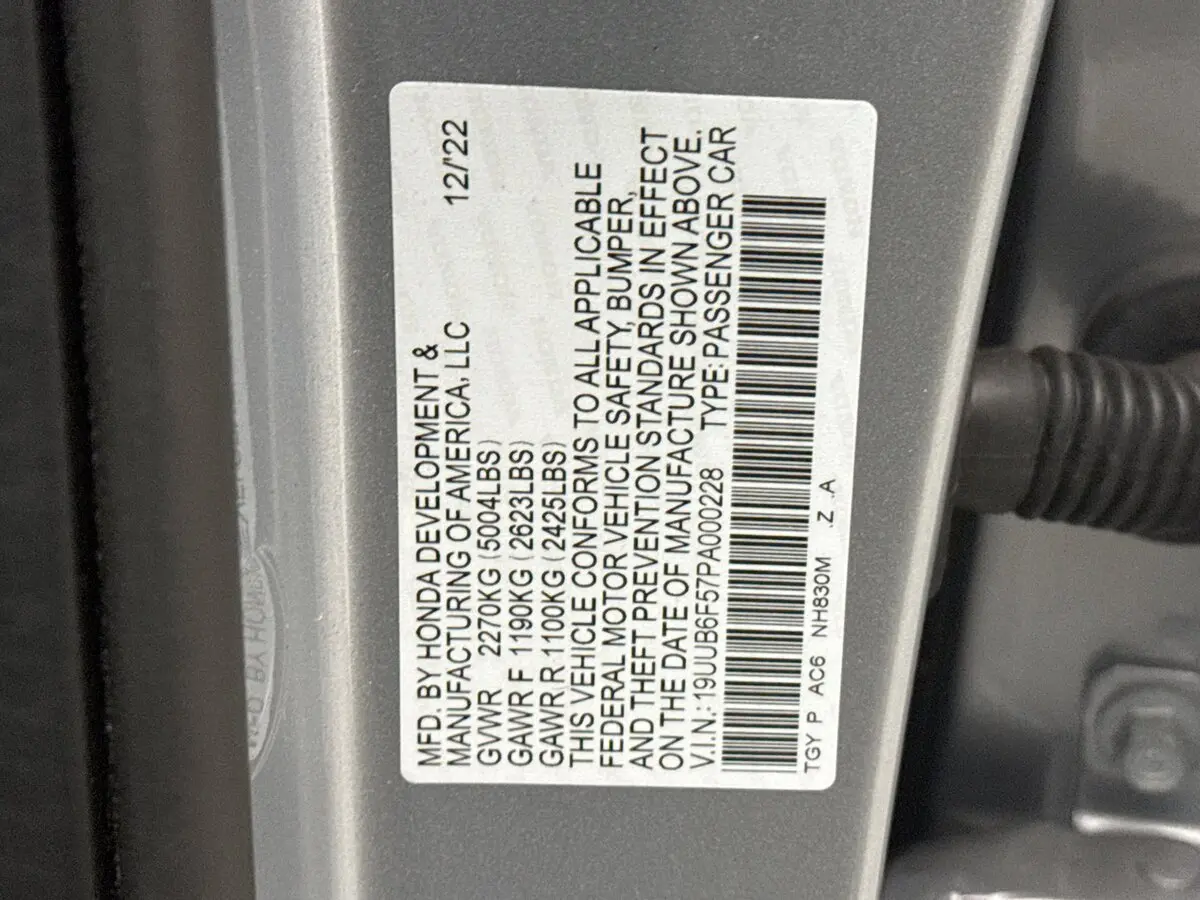 MFD. BY HONDA DEVELOPMENT &
MANUFACTURING OF AMERICA, LLC 12/'22
GVWR 2270KG (5004LBS)
GAWR F 1190KG (2623LBS)
GAWR R 1100KG (2425LBS)
THIS VEHICLE CONFORMS TO ALL APPLICABLE
FEDERAL MOTOR VEHICLE SAFETY, BUMPER,
AND THEFT PREVENTION STANDARDS IN EFFECT
ON THE DATE OF MANUFACTURE SHOWN ABOVE.
V.I.N.:19UUB6F57PA000228 TYPE:PASSENGER CAR
TGY P AC6 NH830M .Z .A